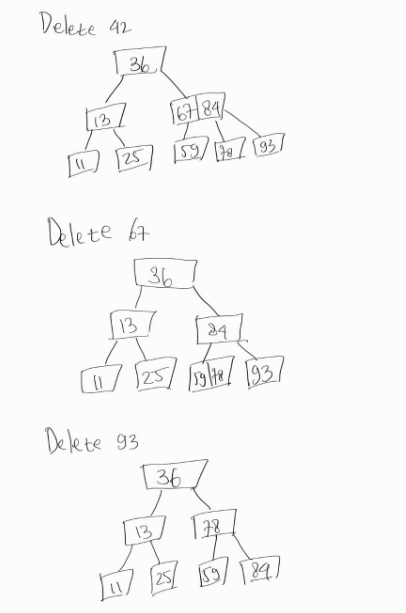 Delete 42
36
13 67 84
11 25 59 78 93
Delete 67
36
13 84
11 25 59 78 93
Delete 93
36
13 78
11 25 59 84